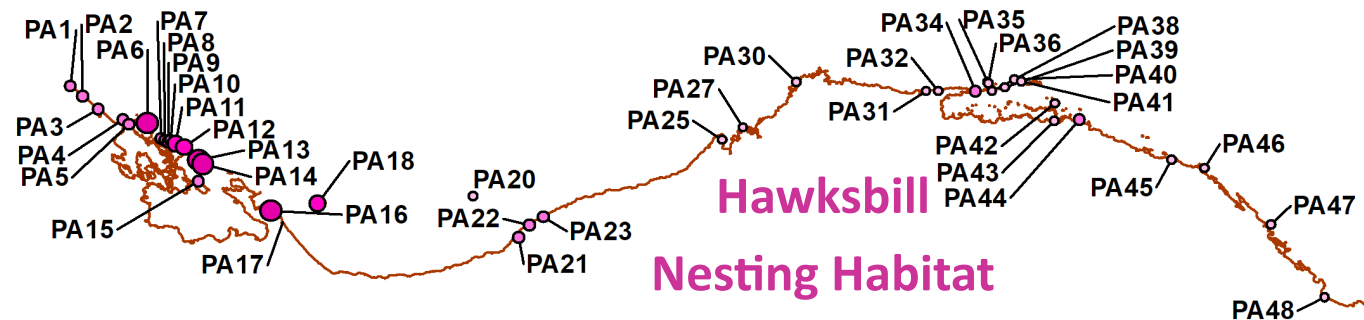 PA1
PA2
PA6
PA7
PA8
PA9
PA10
PA11
PA12
PA13
PA14
PA3
PA4
PA5
PA15
PA18
PA16
PA17
PA20
PA22
PA23
PA21
PA25
PA27
PA30
PA32
PA31
PA34
PA35
PA36
PA38
PA39
PA40
PA41
PA42
PA43
PA44
PA45
PA46
PA47
PA48
Hawksbill
Nesting Habitat